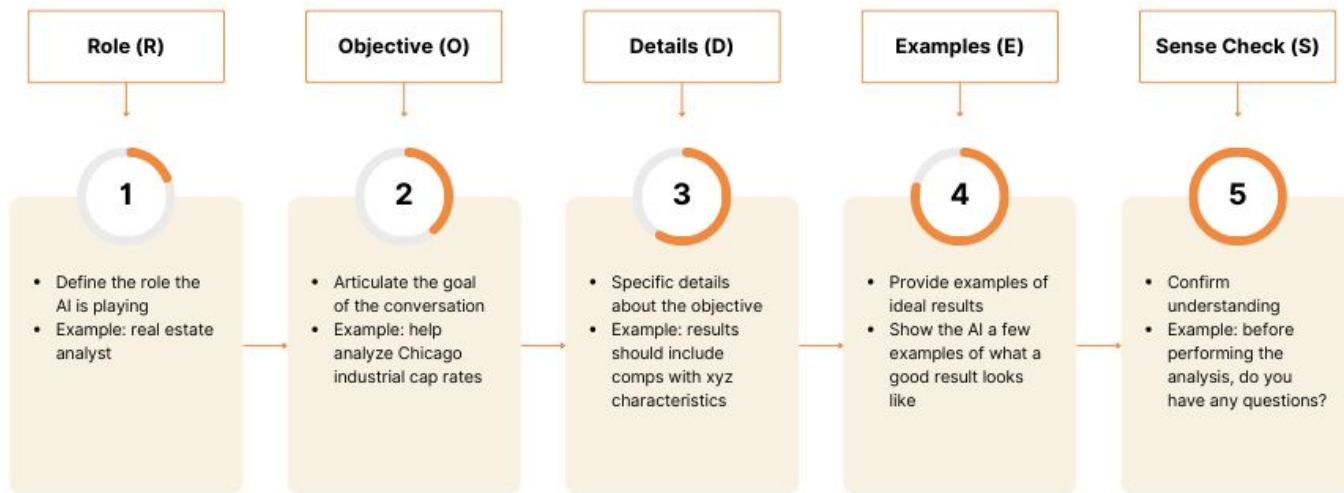 Role (R)
Objective (O)
Details (D)
Examples (E)
Sense Check (S)
1
2
3
4
5
• Define the role the
AI is playing
• Example: real estate
analyst
• Articulate the goal
of the conversation
• Example: help
analyze Chicago
industrial cap rates
• Specific details
about the objective
• Example: results
should include
comps with xyz
characteristics
• Provide examples of
ideal results
• Show the AI a few
examples of what a
good result looks
like
• Confirm
understanding
• Example: before
performing the
analysis, do you
have any questions?